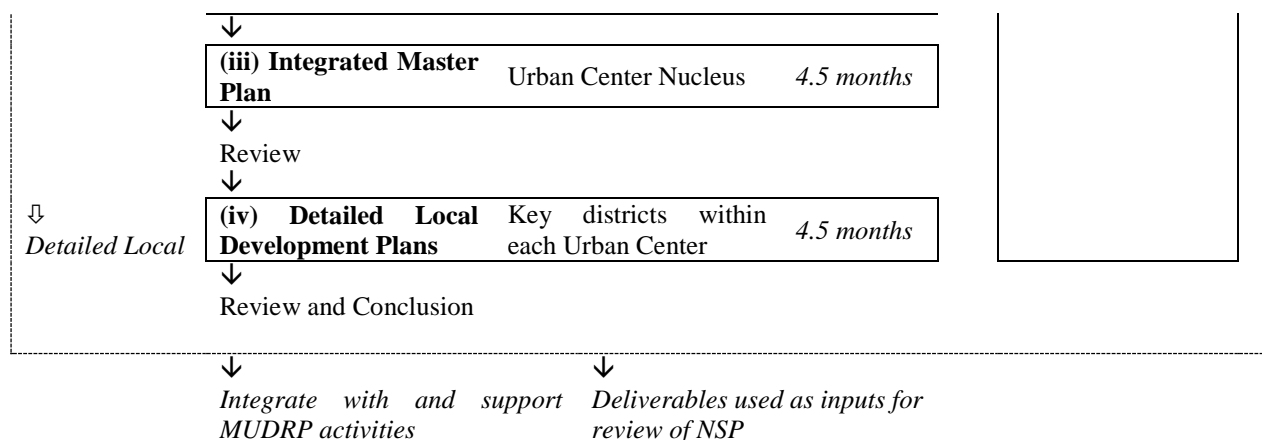 ↓
(iii) Integrated Master Urban Center Nucleus 4.5 months
Plan
↓
Review
↓
⇩ (iv) Detailed Local Key districts within 4.5 months
Detailed Local Development Plans each Urban Center
↓
Review and Conclusion
↓ ↓
Integrate with and support Deliverables used as inputs for
MUDRP activities review of NSP